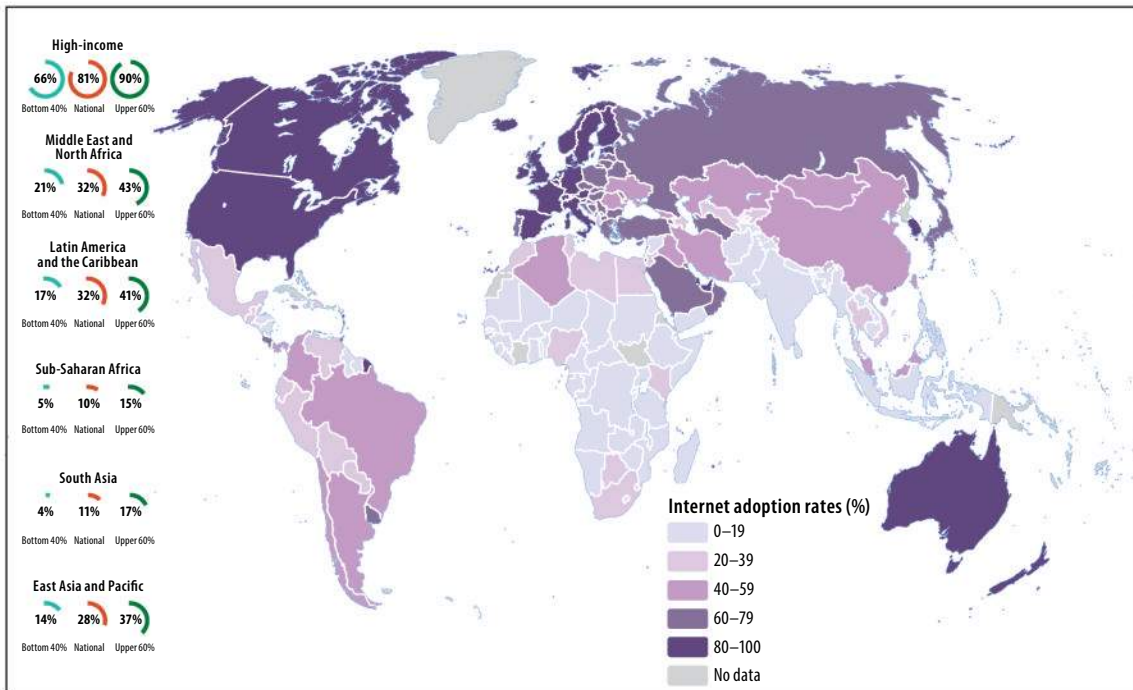 High-income
66% 81% 90%
Bottom 40% National Upper 60%
Middle East and
North Africa
21% 32% 43%
Bottom 40% National Upper 60%
Latin America
and the Caribbean
17% 32% 41%
Bottom 40% National Upper 60%
Sub-Saharan Africa
5% 10% 15%
Bottom 40% National Upper 60%
South Asia
4% 11% 17%
Bottom 40% National Upper 60%
East Asia and Pacific
14% 28% 37%
Bottom 40% National Upper 60%
Internet adoption rates (%)
0–19
20–39
40–59
60–79
80–100
No data